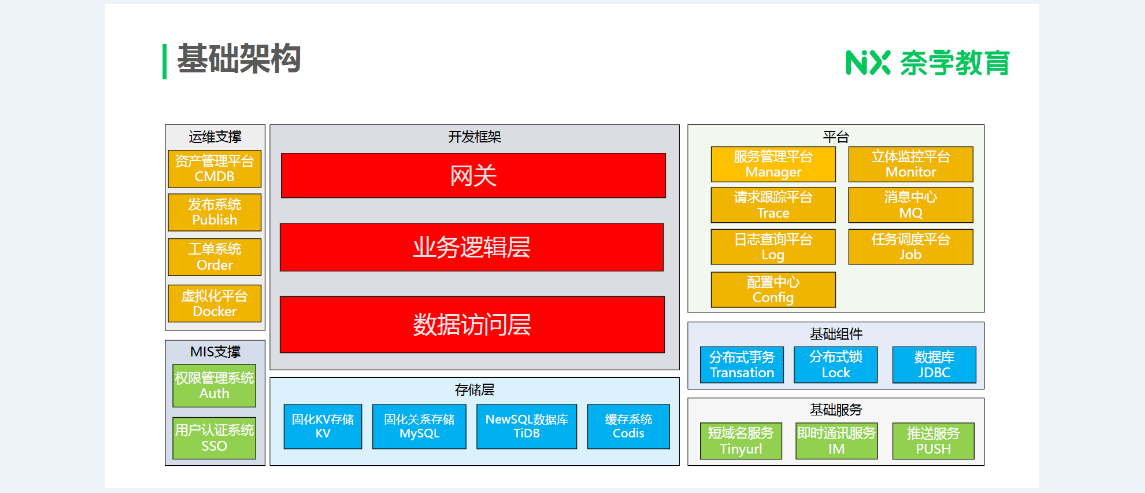 基础架构
NX 奈学教育
运维支撑
资产管理平台
CMDB
发布系统
Publish
工单系统
Order
虚拟化平台
Docker
MIS支撑
权限管理系统
Auth
用户认证系统
SSO
开发框架
网关
业务逻辑层
数据访问层
存储层
固化KV存储
KV
固化关系存储
MySQL
NewSQL数据库
TiDB
缓存系统
Codis
平台
服务管理平台
Manager
立体监控平台
Monitor
请求跟踪平台
Trace
消息中心
MQ
日志查询平台
Log
任务调度平台
Job
配置中心
Config
基础组件
分布式事务
Transation
分布式锁
Lock
数据库
JDBC
基础服务
短域名服务
Tinyurl
即时通讯服务
IM
推送服务
PUSH